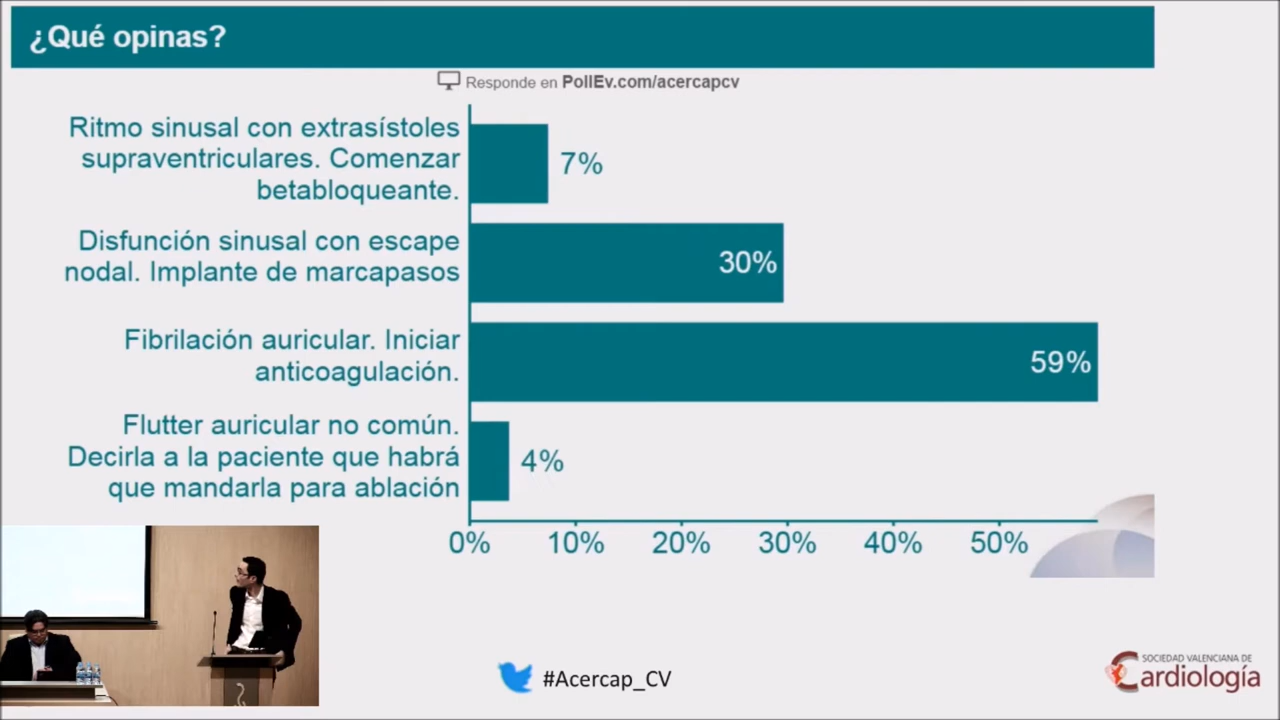 ¿Qué opinas?
Responde en PollEv.com/acercapcv
Ritmo sinusal con extrasístoles
supraventriculares. Comenzar
betabloqueante.
7%
Disfunción sinusal con escape
nodal. Implante de marcapasos
30%
Fibrilación auricular. Iniciar
anticoagulación.
59%
Flutter auricular no común.
Decirla a la paciente que habrá
que mandarla para ablación
4%
0% 10% 20% 30% 40% 50%
#Acercap_CV
SOCIEDAD VALENCIANA DE
Cardiología